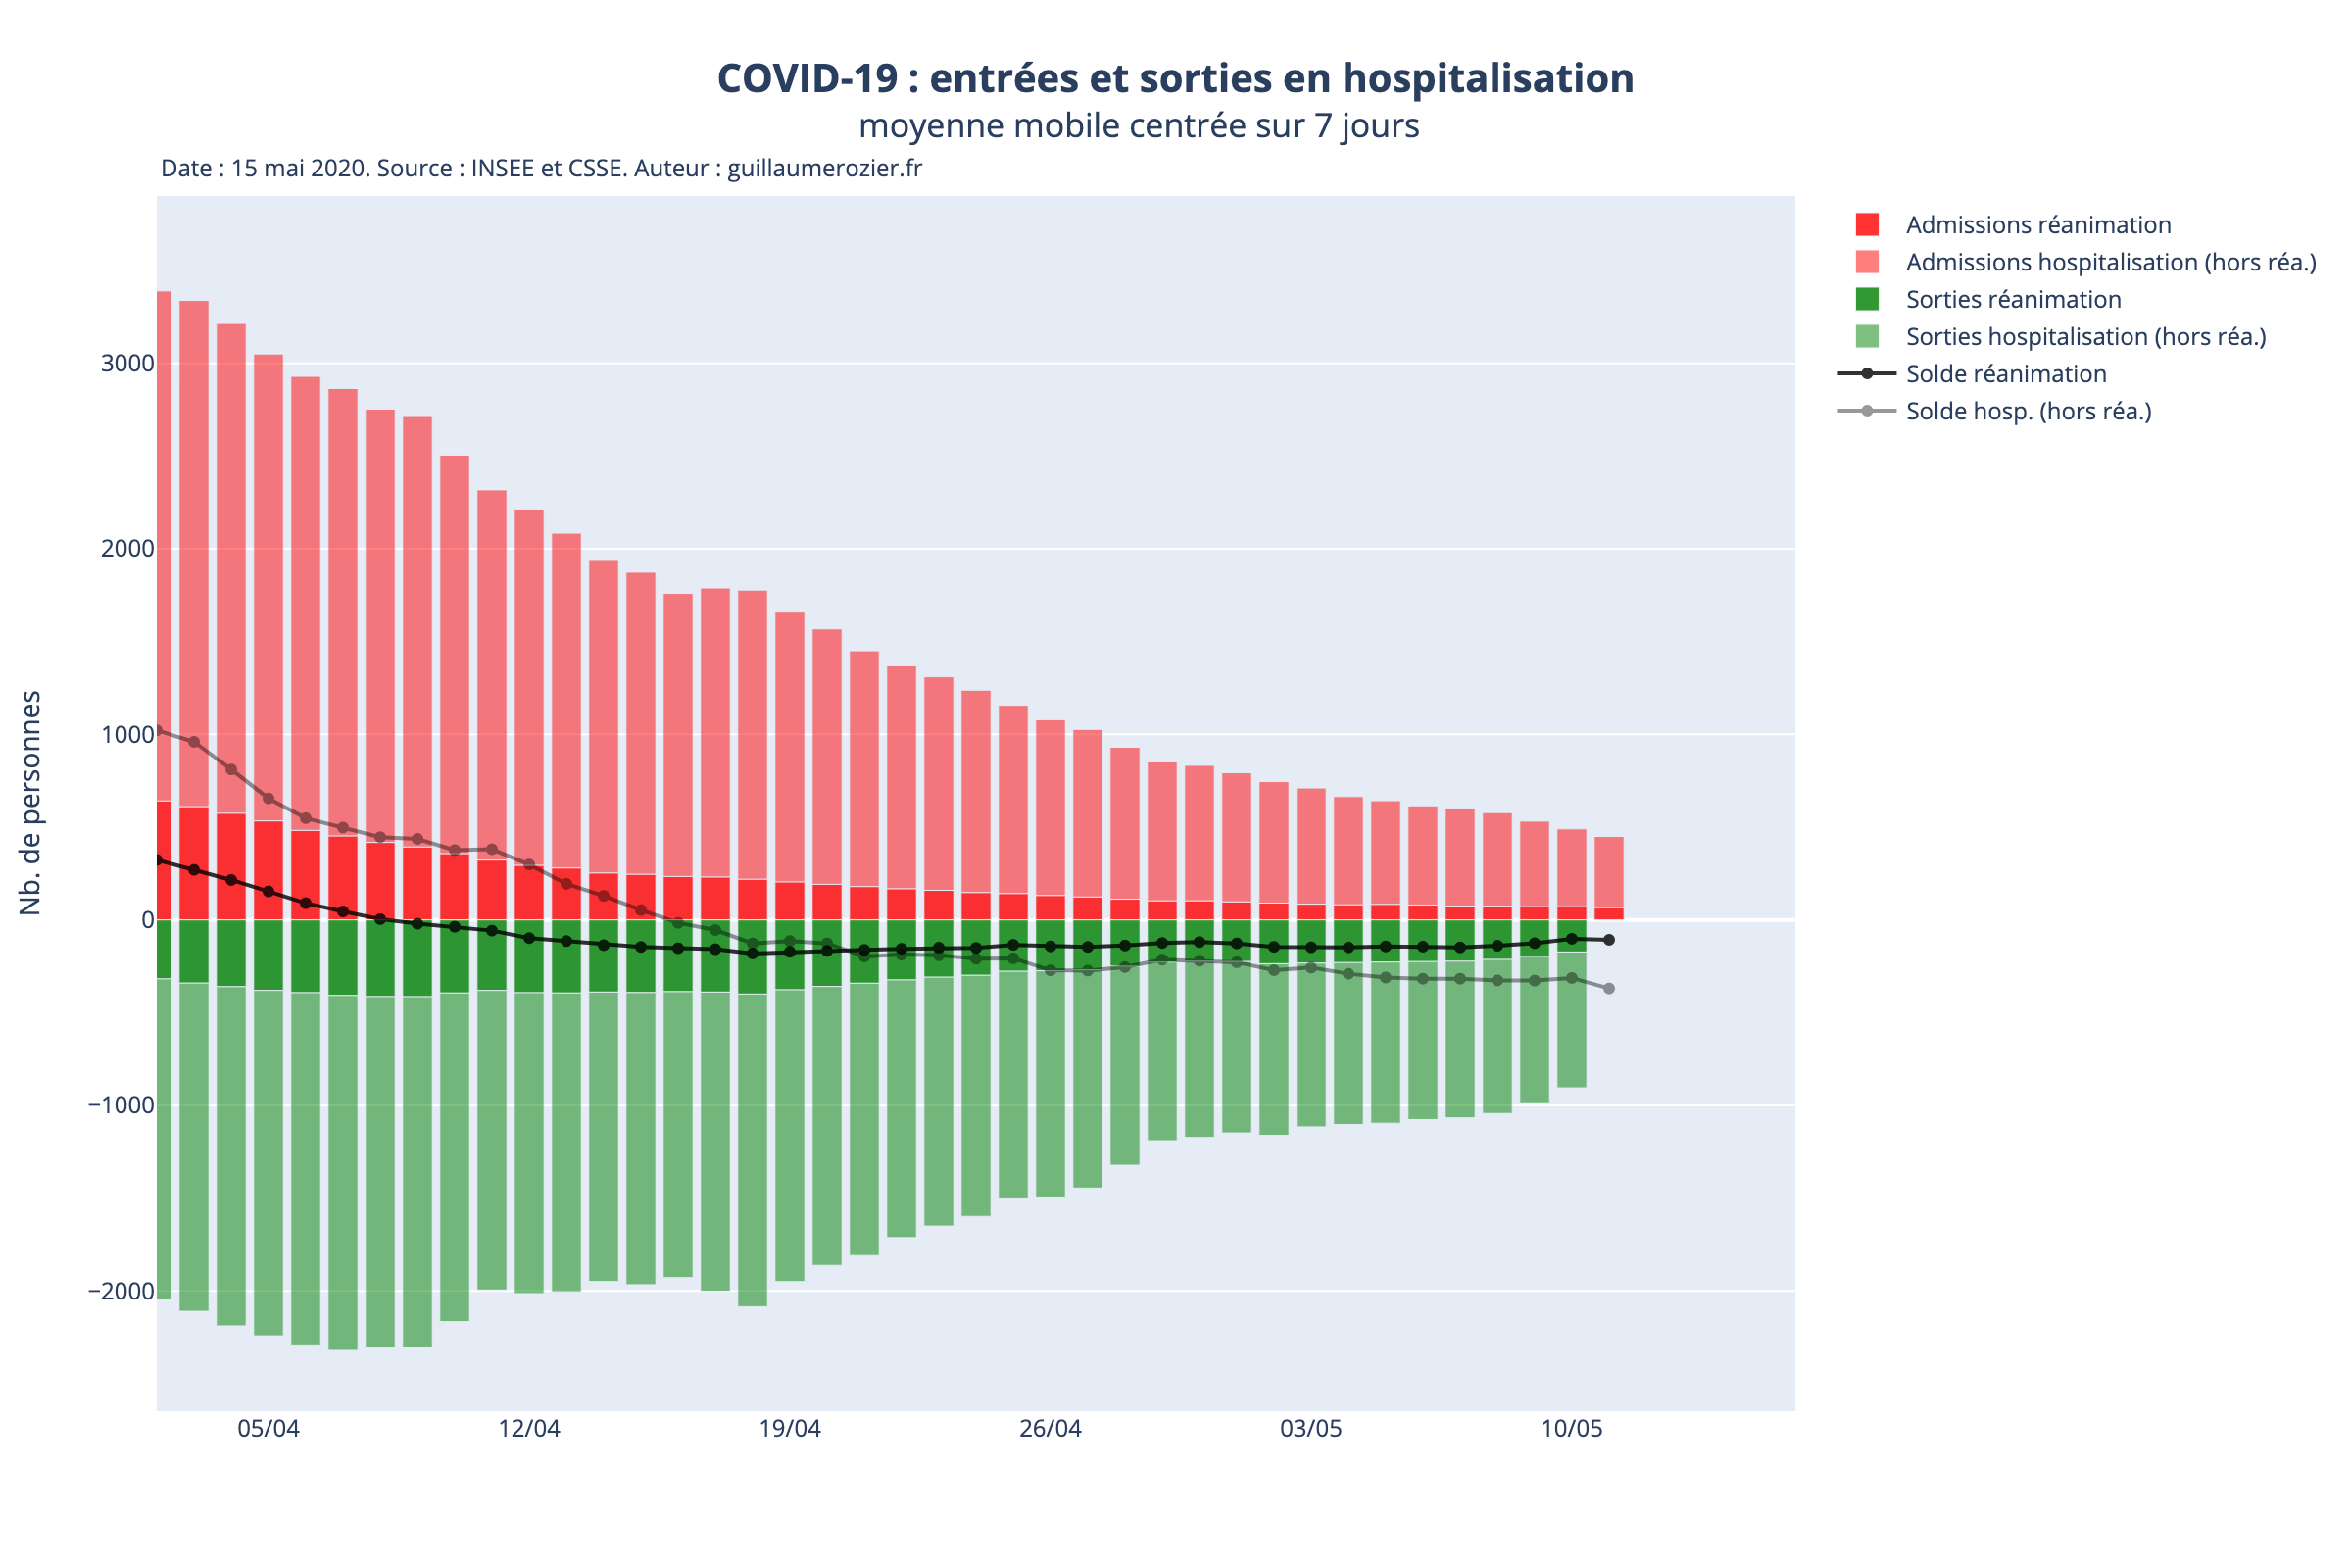 COVID-19 : entrées et sorties en hospitalisation
moyenne mobile centrée sur 7 jours
Date : 15 mai 2020. Source : INSEE et CSSE. Auteur : guillaumerozier.fr
Admissions réanimation
Admissions hospitalisation (hors réa.)
Sorties réanimation
Sorties hospitalisation (hors réa.)
Solde réanimation
Solde hosp. (hors réa.)
Nb. de personnes
3000
2000
1000
0
−1000
−2000
05/04
12/04
19/04
26/04
03/05
10/05